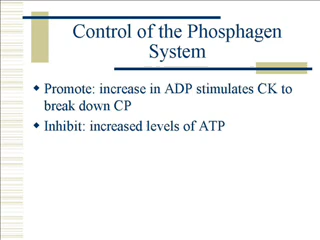 Control of the Phosphagen
System
Promote: increase in ADP stimulates CK to
break down CP
Inhibit: increased levels of ATP